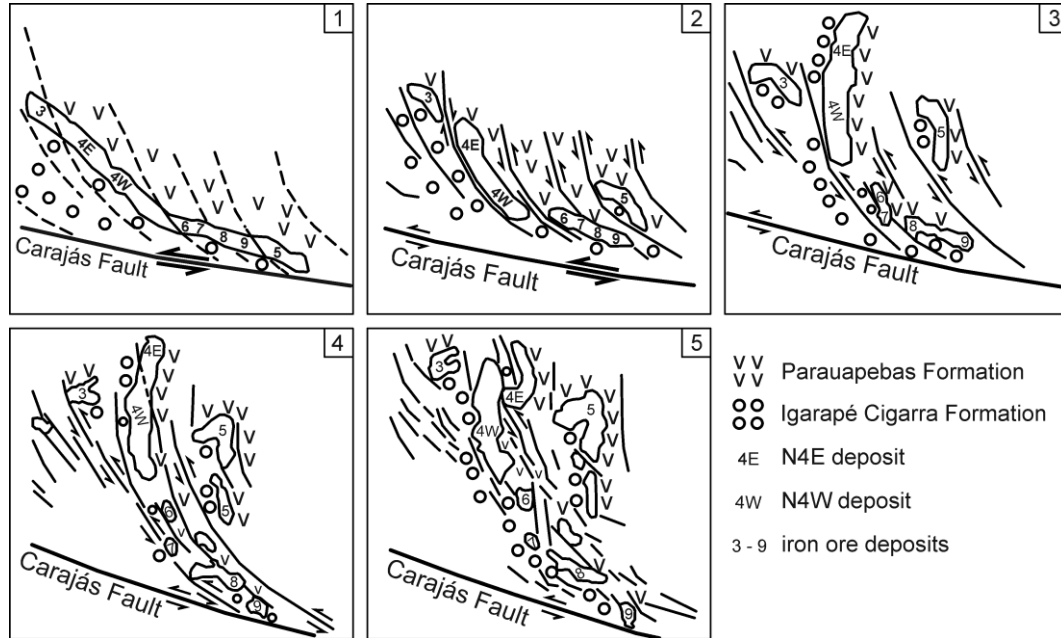 1
3
4E
4W
6 7 8 9 5
Carajás Fault
2
3
4E
4W
5
6 7 8 9
Carajás Fault
3
4E
3
4W
5
6
7
8 9
Carajás Fault
4
4E
3
4W
5
5
6
7
8
9
Carajás Fault
5
3
4E
5
4W
6
7
8
9
Carajás Fault
Parauapebas Formation
Igarapé Cigarra Formation
4E N4E deposit
4W N4W deposit
3 - 9 iron ore deposits